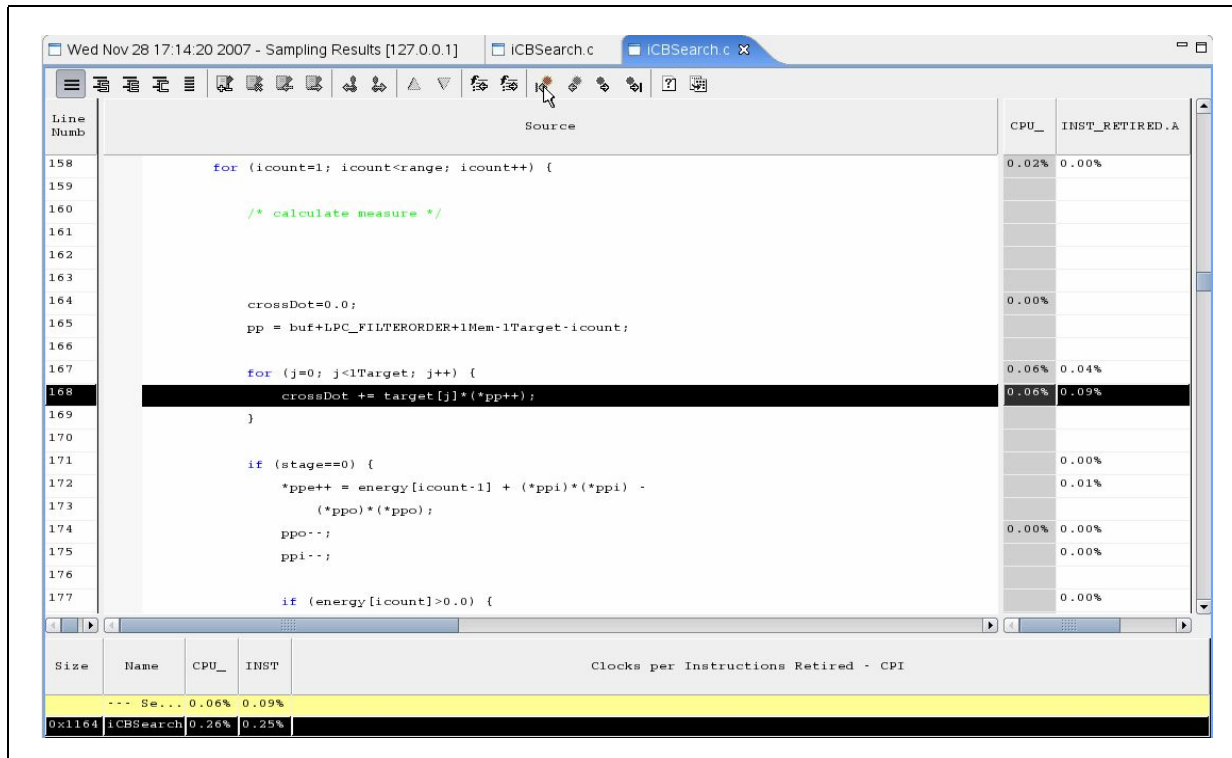 Wed Nov 28 17:14:20 2007 - Sampling Results [127.0.0.1] iCBSearch.c iCBSearch.c
Line Numb Source CPU_ INST_RETIRED.A
158 for (icount=1; icount<range; icount++) { 0.02% 0.00%
159
160 /* calculate measure */
161
162
163
164 crossDot=0.0; 0.00%
165 pp = buf+LPC_FILTERORDER+lMem-lTarget-icount;
166
167 for (j=0; j<lTarget; j++) { 0.06% 0.04%
168 crossDot += target[j]*(*pp++); 0.06% 0.09%
169 }
170
171 if (stage==0) { 0.00%
172 *ppe++ = energy[icount-1] + (*ppi)*(*ppi) - 0.01%
173 (*ppo)*(*ppo);
174 ppo--; 0.00% 0.00%
175 ppi--; 0.00%
176
177 if (energy[icount]>0.0) { 0.00%
Size Name CPU_ INST Clocks per Instructions Retired - CPI
--- Se... 0.06% 0.09%
0x1164 iCBSearch 0.26% 0.25%